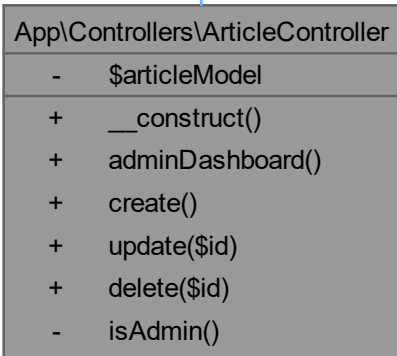 App\Controllers\ArticleController
- $articleModel
+ __construct()
+ adminDashboard()
+ create()
+ update($id)
+ delete($id)
- isAdmin()